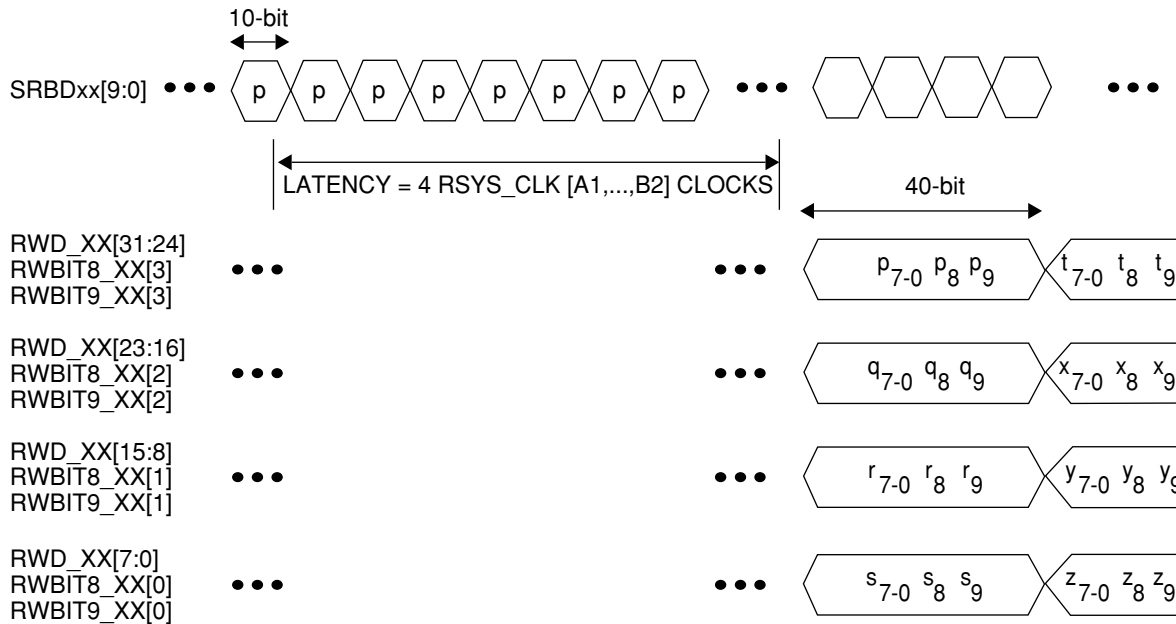 10-bit
SRBDxx[9:0] ••• p p p p p p p p ••• •••
LATENCY = 4 RSYS_CLK [A1,...,B2] CLOCKS
40-bit
RWD_XX[31:24]
RWBIT8_XX[3] ••• ••• p7-0 p8 p9 t7-0 t8 t9
RWBIT9_XX[3]
RWD_XX[23:16]
RWBIT8_XX[2] ••• ••• q7-0 q8 q9 x7-0 x8 x9
RWBIT9_XX[2]
RWD_XX[15:8]
RWBIT8_XX[1] ••• ••• r7-0 r8 r9 y7-0 y8 y9
RWBIT9_XX[1]
RWD_XX[7:0]
RWBIT8_XX[0] ••• ••• s7-0 s8 s9 z7-0 z8 z9
RWBIT9_XX[0]